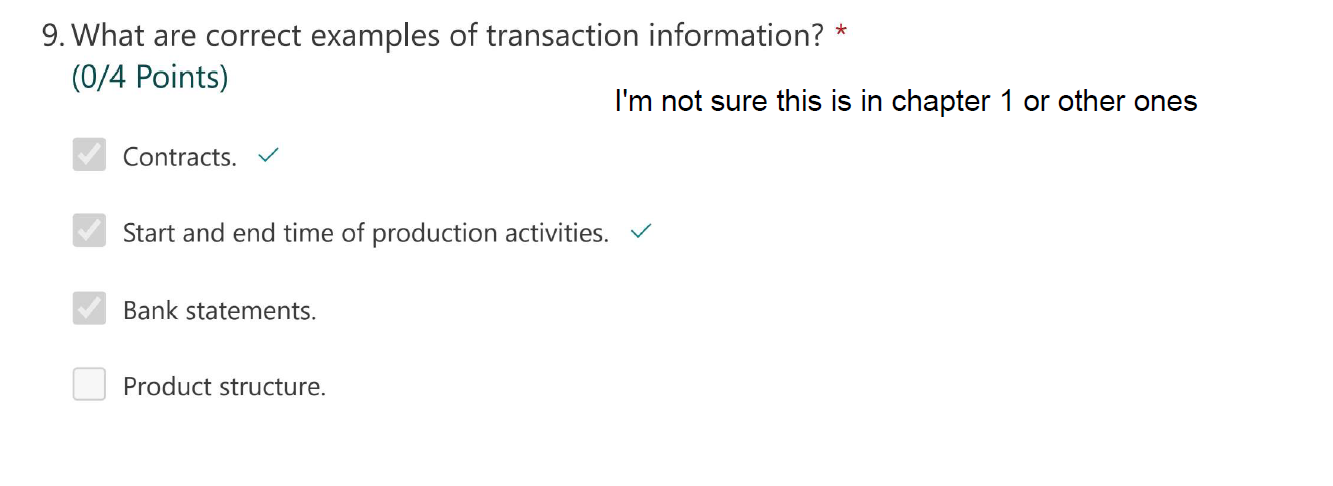 9. What are correct examples of transaction information? *
(0/4 Points)
I'm not sure this is in chapter 1 or other ones
Contracts.
Start and end time of production activities.
Bank statements.
Product structure.